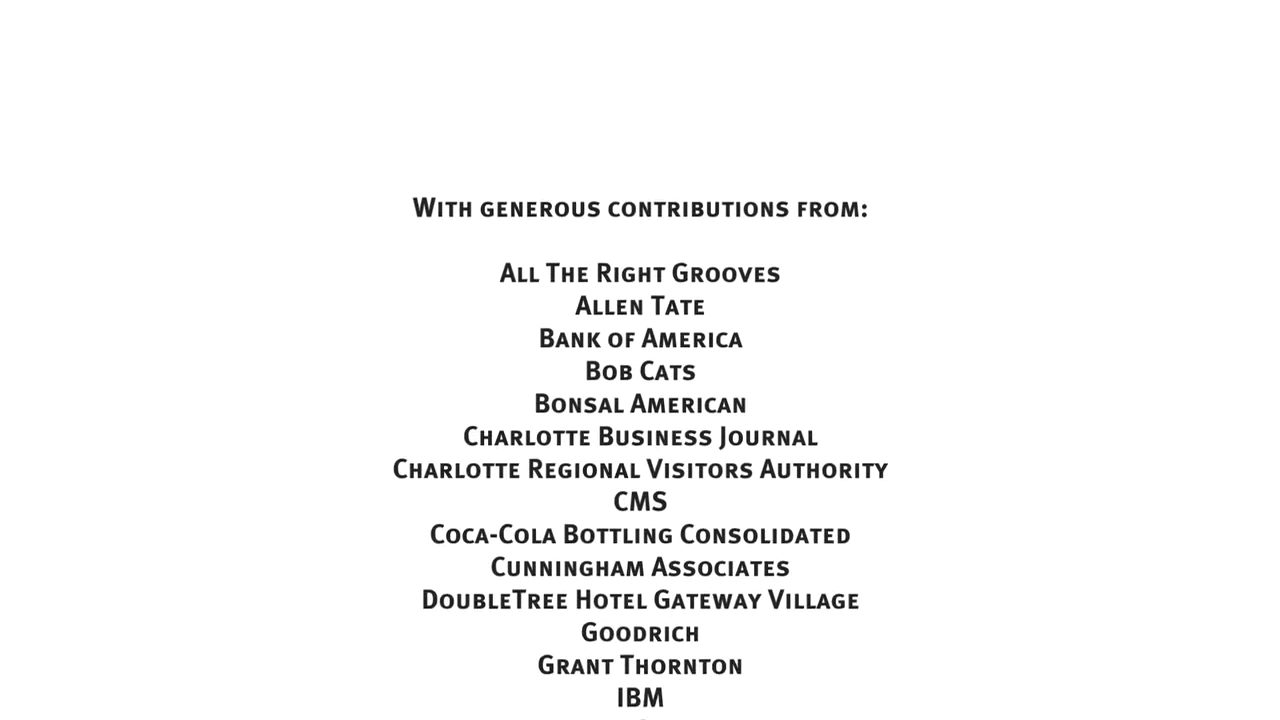 With generous contributions from:
All The Right Grooves
Allen Tate
Bank of America
Bob Cats
Bonsal American
Charlotte Business Journal
Charlotte Regional Visitors Authority
CMS
Coca-Cola Bottling Consolidated
Cunningham Associates
DoubleTree Hotel Gateway Village
Goodrich
Grant Thornton
IBM